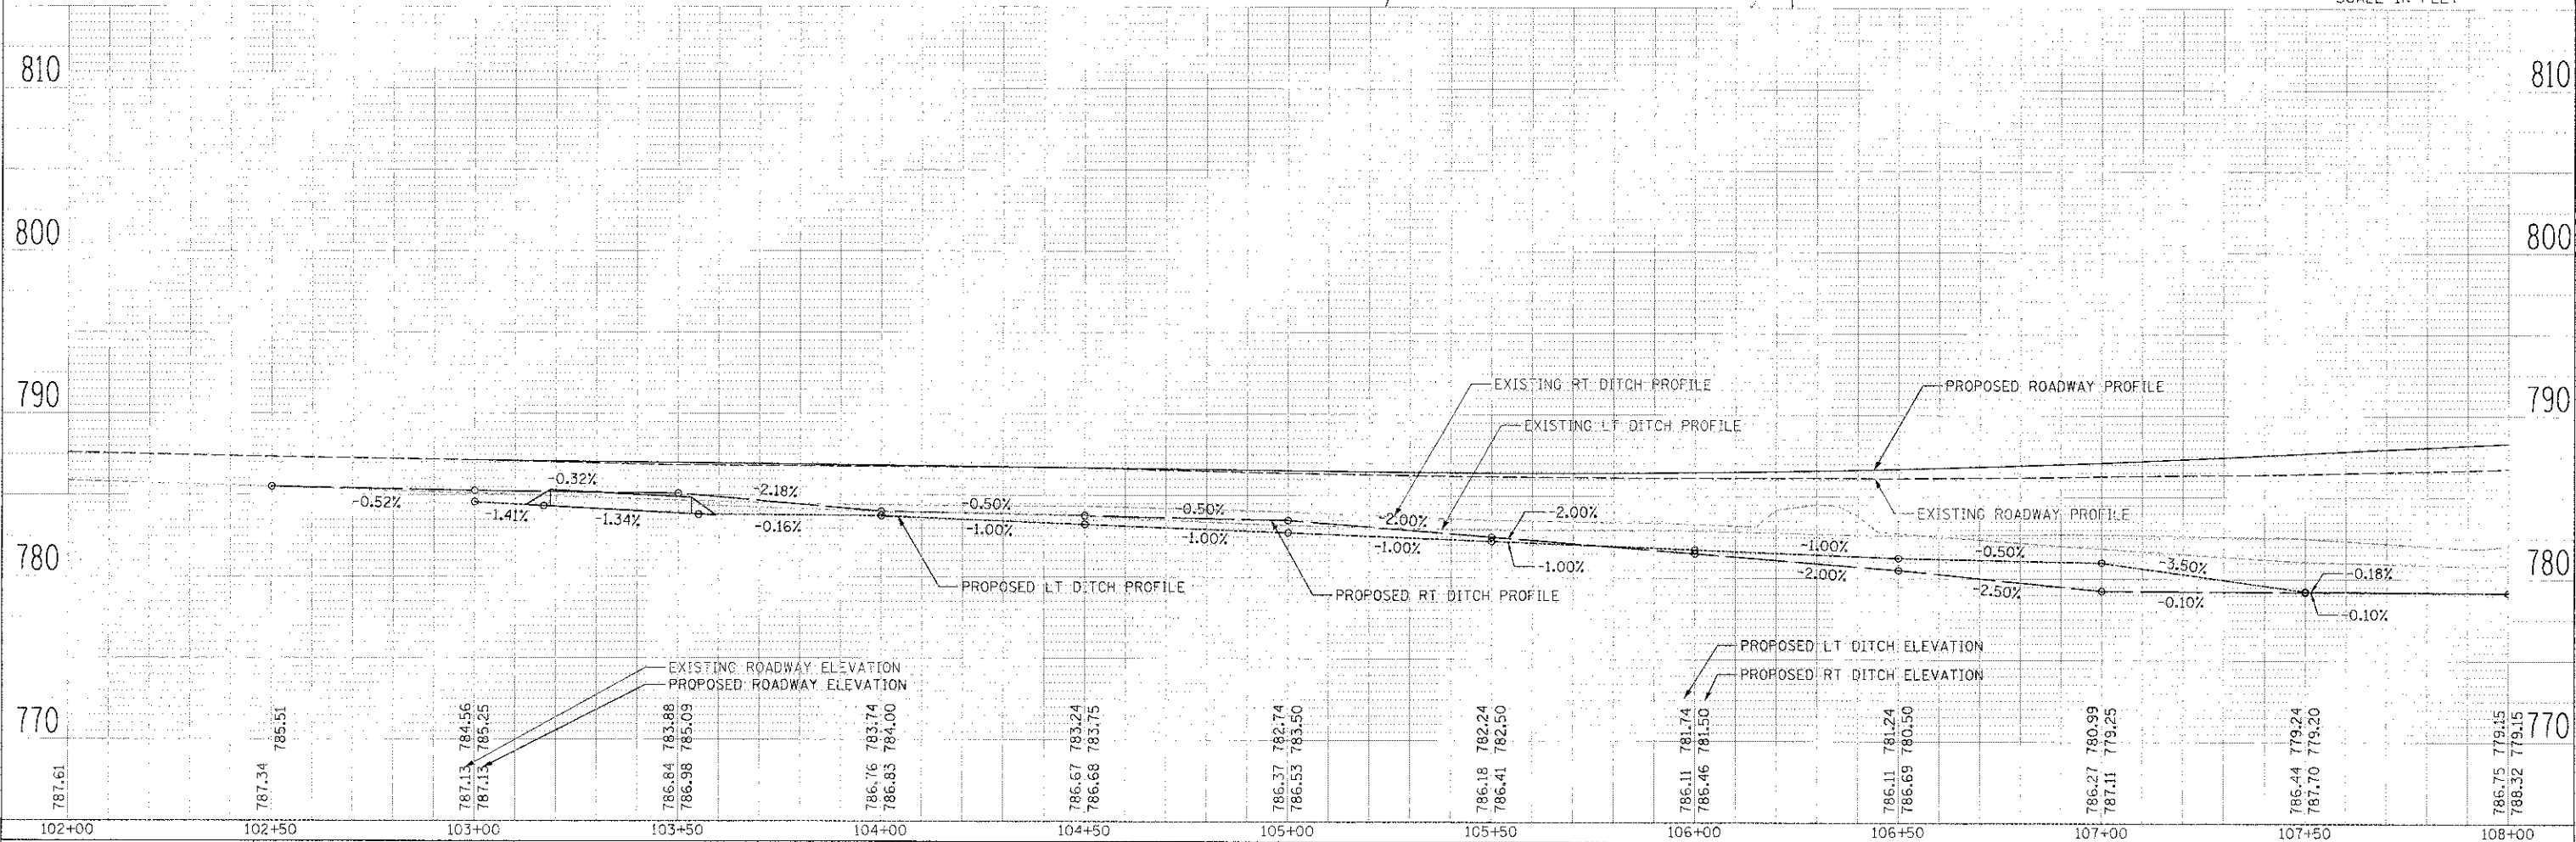 SCALE IN FEET
810 810
800 800
790 790
780 780
770 770
EXISTING RT DITCH PROFILE
PROPOSED ROADWAY PROFILE
EXISTING LT DITCH PROFILE
-0.32% -2.18% -0.50% -0.50% -2.00% -2.00%
EXISTING ROADWAY PROFILE
-0.52% -1.41% -1.34% -0.16% -1.00% -1.00% -1.00% -1.00% -1.00% -0.50% -3.50% -0.18%
-2.00% -2.50% -0.10% -0.10%
PROPOSED LT DITCH PROFILE
PROPOSED RT DITCH PROFILE
PROPOSED LT DITCH ELEVATION
PROPOSED RT DITCH ELEVATION
EXISTING ROADWAY ELEVATION
PROPOSED ROADWAY ELEVATION
787.61
787.34 785.51
787.13 784.56
787.13 785.25
786.84 783.88
786.98 785.09
786.76 783.74
786.83 784.00
786.67 783.24
786.68 783.75
786.37 782.74
786.53 783.50
786.18 782.24
786.41 782.50
786.11 781.74
786.46 781.50
786.11 781.24
786.69 780.50
786.27 780.99
787.11 779.25
786.44 779.24
787.70 779.20
786.75 779.15
788.32 779.15
102+00 102+50 103+00 103+50 104+00 104+50 105+00 105+50 106+00 106+50 107+00 107+50 108+00